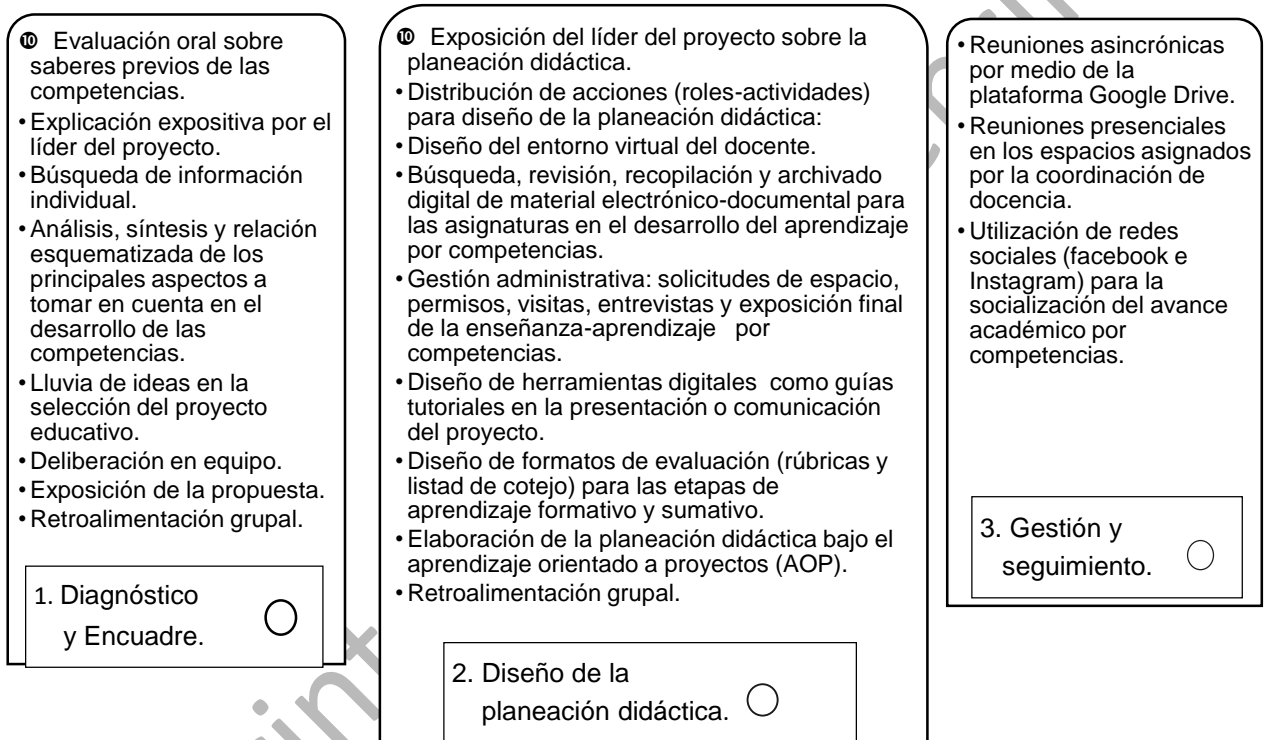 ❿ Evaluación oral sobre
saberes previos de las
competencias.
• Explicación expositiva por el
líder del proyecto.
• Búsqueda de información
individual.
• Análisis, síntesis y relación
esquematizada de los
principales aspectos a
tomar en cuenta en el
desarrollo de las
competencias.
• Lluvia de ideas en la
selección del proyecto
educativo.
• Deliberación en equipo.
• Exposición de la propuesta.
• Retroalimentación grupal.
1. Diagnóstico
y Encuadre.
❿ Exposición del líder del proyecto sobre la
planeación didáctica.
• Distribución de acciones (roles-actividades)
para diseño de la planeación didáctica:
• Diseño del entorno virtual del docente.
• Búsqueda, revisión, recopilación y archivado
digital de material electrónico-documental para
las asignaturas en el desarrollo del aprendizaje
por competencias.
• Gestión administrativa: solicitudes de espacio,
permisos, visitas, entrevistas y exposición final
de la enseñanza-aprendizaje por
competencias.
• Diseño de herramientas digitales como guías
tutoriales en la presentación o comunicación
del proyecto.
• Diseño de formatos de evaluación (rúbricas y
listad de cotejo) para las etapas de
aprendizaje formativo y sumativo.
• Elaboración de la planeación didáctica bajo el
aprendizaje orientado a proyectos (AOP).
• Retroalimentación grupal.
2. Diseño de la
planeación didáctica.
• Reuniones asincrónicas
por medio de la
plataforma Google Drive.
• Reuniones presenciales
en los espacios asignados
por la coordinación de
docencia.
• Utilización de redes
sociales (facebook e
Instagram) para la
socialización del avance
académico por
competencias.
3. Gestión y
seguimiento.